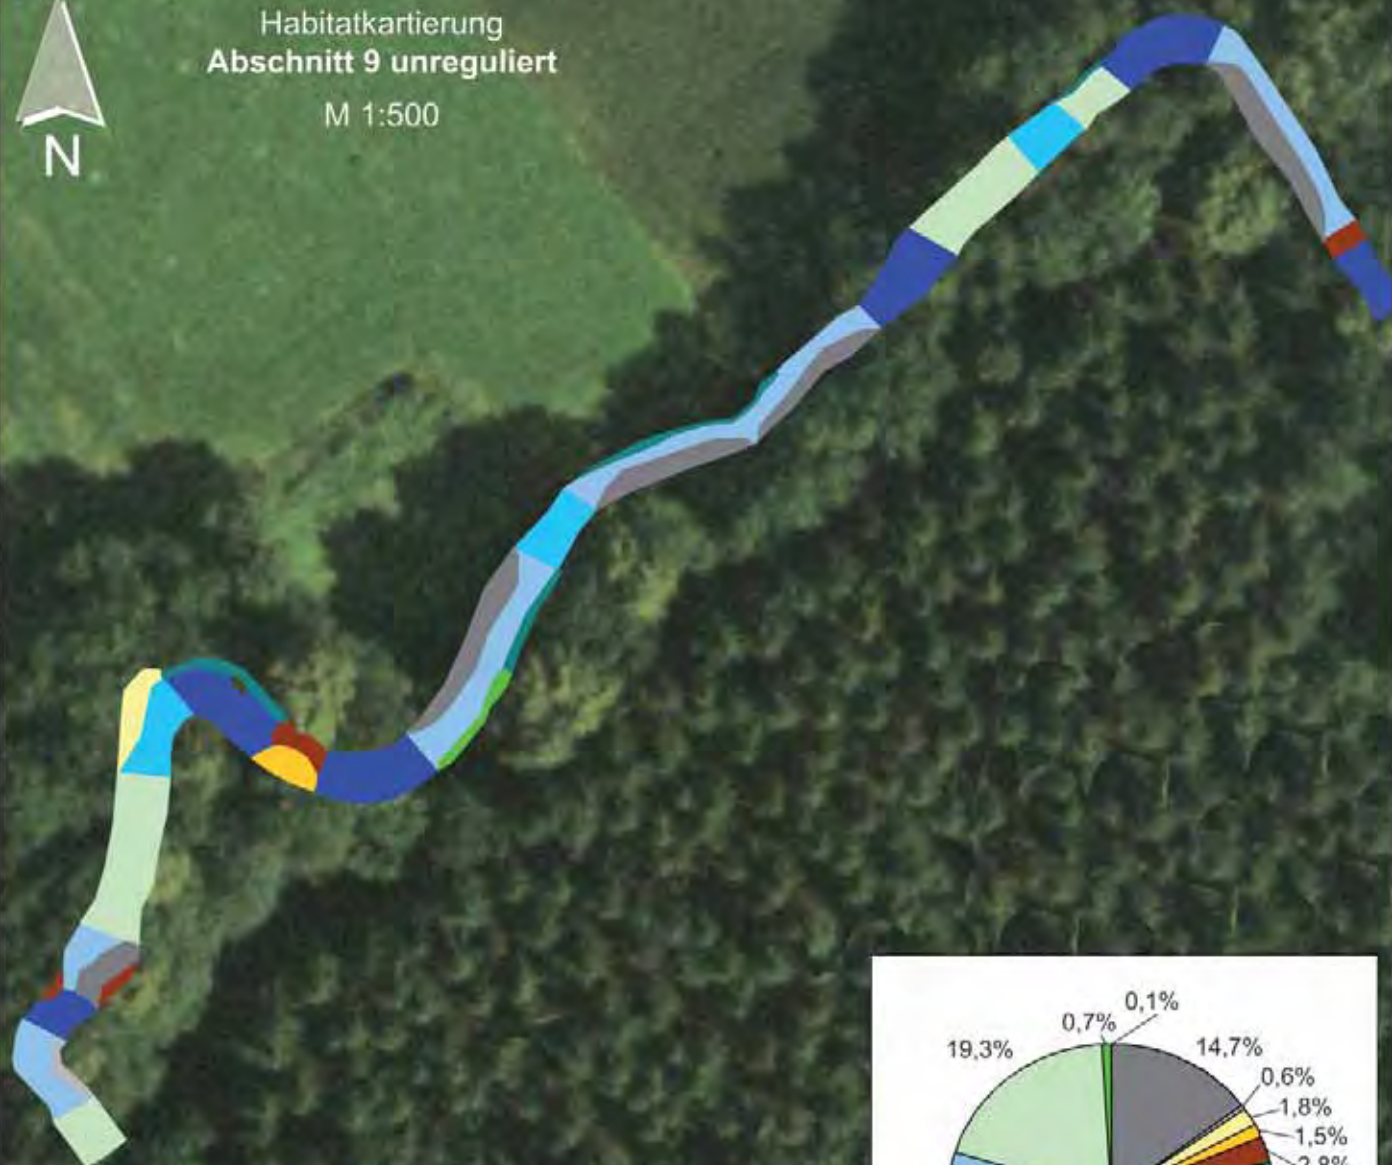 Habitatkartierung
Abschnitt 9 unreguliert
M 1:500
N
0,1%
0,7%
19,3%
14,7%
0,6%
1,8%
1,5%